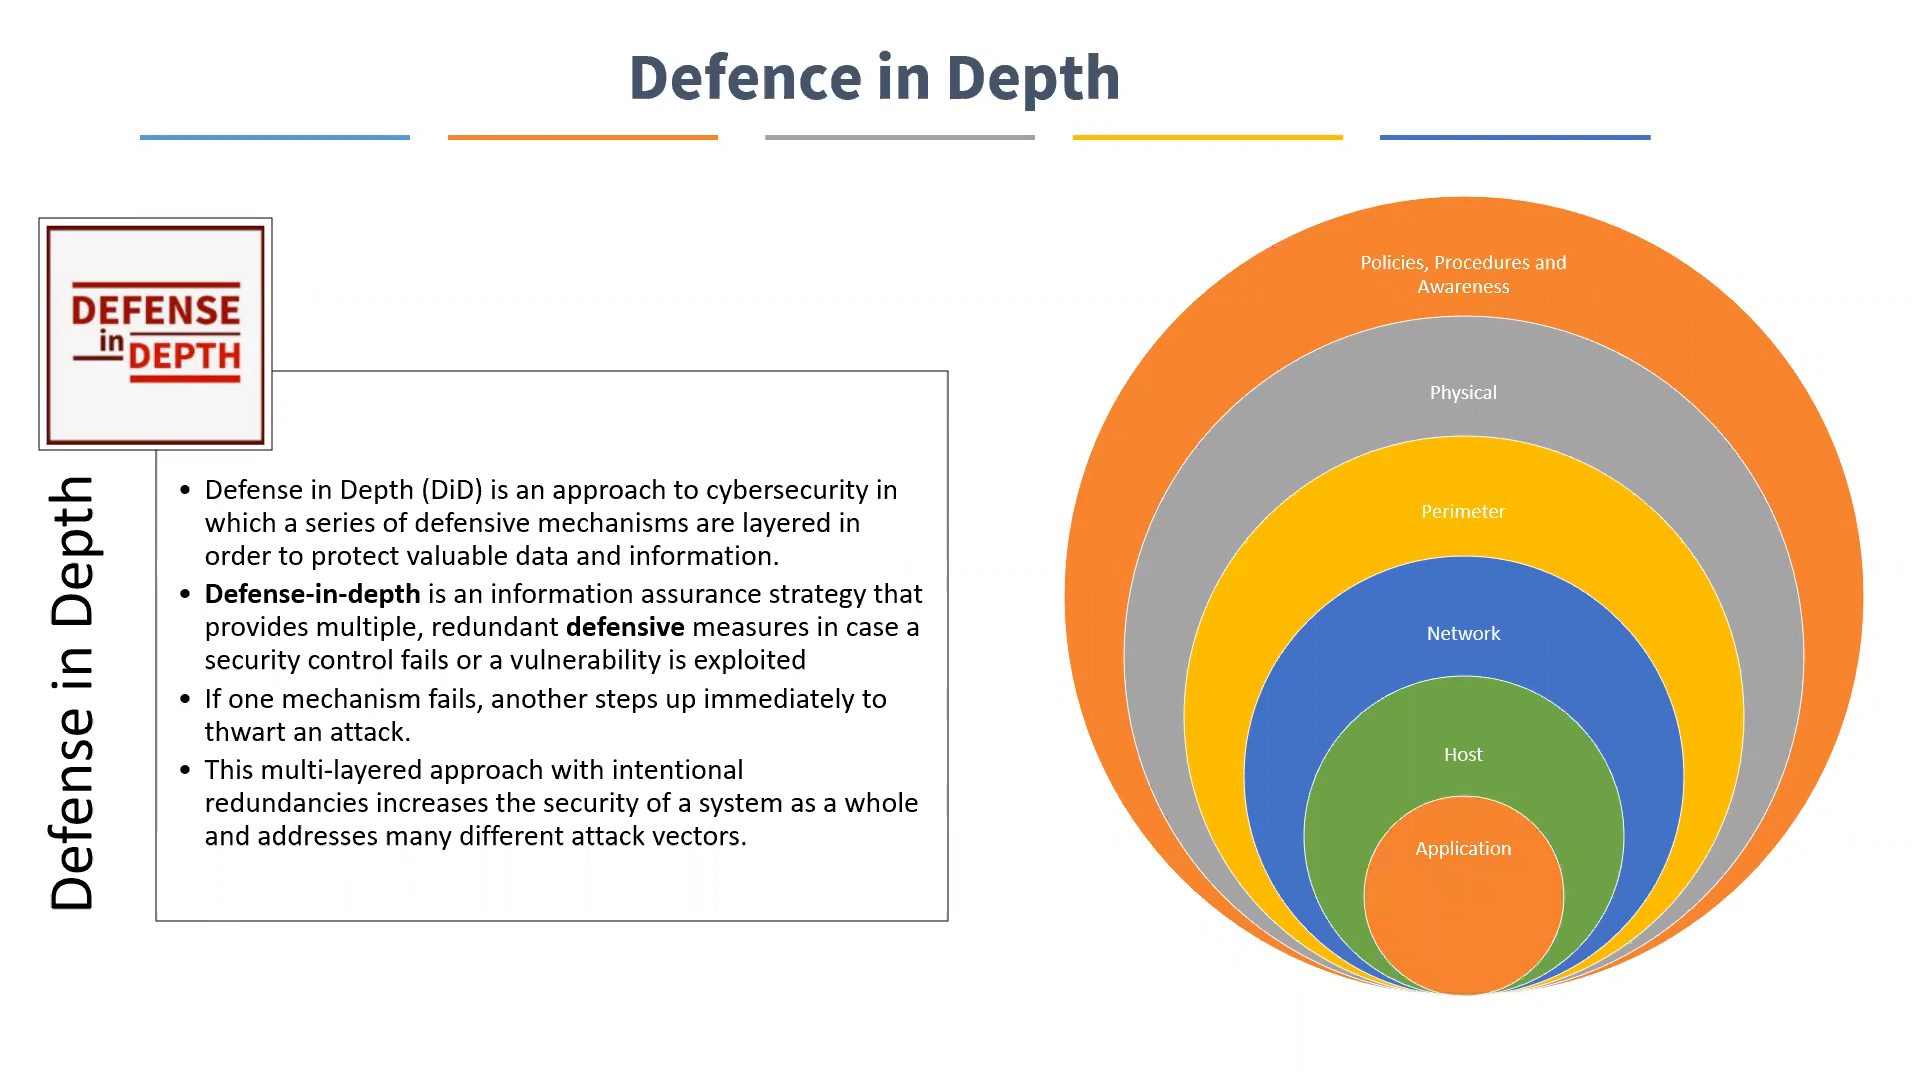 Defence in Depth
DEFENSE
in
DEPTH
Defense in Depth
• Defense in Depth (DiD) is an approach to cybersecurity in
which a series of defensive mechanisms are layered in
order to protect valuable data and information.
• Defense-in-depth is an information assurance strategy that
provides multiple, redundant defensive measures in case a
security control fails or a vulnerability is exploited
• If one mechanism fails, another steps up immediately to
thwart an attack.
• This multi-layered approach with intentional
redundancies increases the security of a system as a whole
and addresses many different attack vectors.
Policies, Procedures and
Awareness
Physical
Perimeter
Network
Host
Application